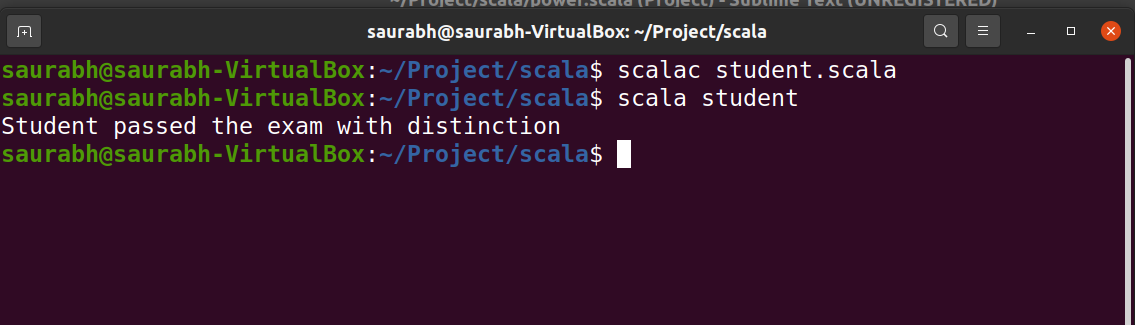 ~/Project/scala/power.scala (Project) - Sublime Text (UNREGISTERED)
saurabh@saurabh-VirtualBox: ~/Project/scala
saurabh@saurabh-VirtualBox:~/Project/scala$ scalac student.scala
saurabh@saurabh-VirtualBox:~/Project/scala$ scala student
Student passed the exam with distinction
saurabh@saurabh-VirtualBox:~/Project/scala$